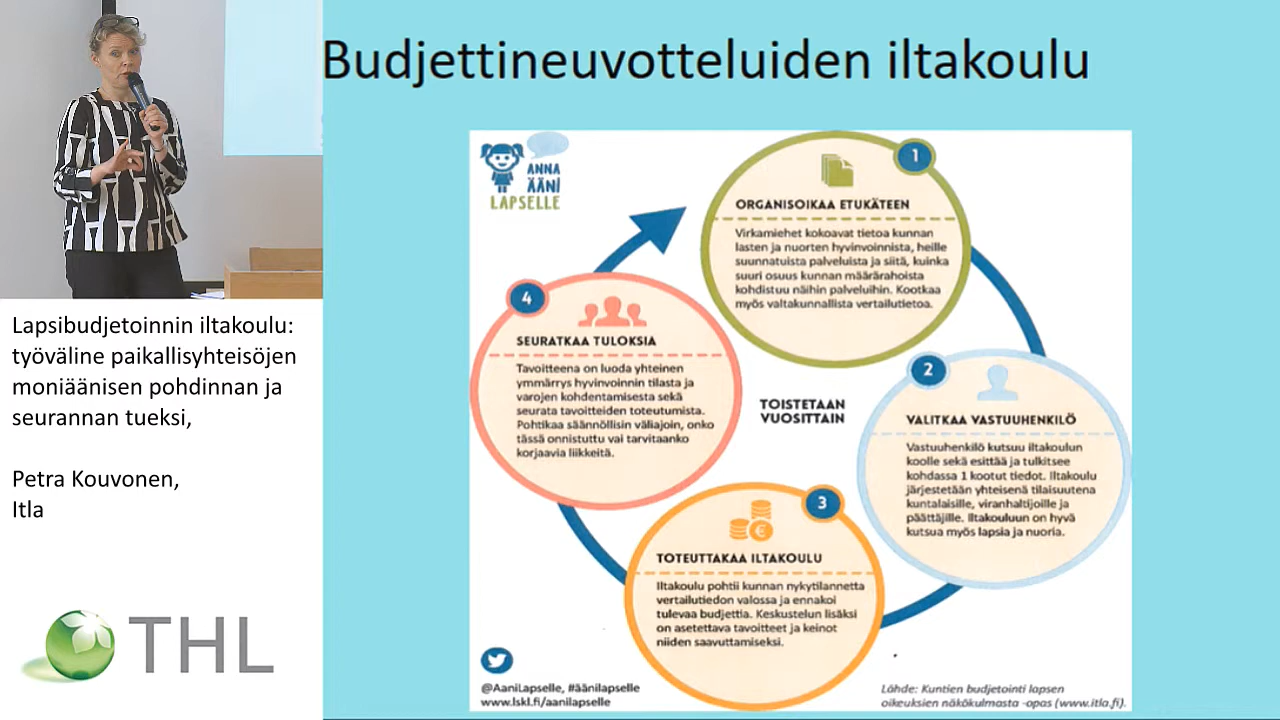 Budjettineuvotteluiden iltakoulu
ANNA
ÄÄNI
LAPSELLE
1
ORGANISOIKAA ETUKÄTEEN
Virkamiehet kokoavat tietoa kunnan
lasten ja nuorten hyvinvoinnista, heille
suunnatuista palveluista ja siitä, kuinka
suuri osuus kunnan määrärahoista
kohdistuu näihin palveluihin. Kootkaa
myös valtakunnallista vertailutietoa.
2
VALITKAA VASTUUHENKILÖ
Vastuuhenkilö kutsuu iltakoulun
koolle sekä esittää ja tulkitsee
kohdassa 1 kootut tiedot. Iltakoulu
järjestetään yhteisenä tilaisuutena
kuntalaisille, viranhaltijoille ja
päättäjille. Iltakouluun on hyvä
kutsua myös lapsia ja nuoria.
3
TOTEUTTAKAA ILTAKOULU
Iltakoulu pohtii kunnan nykytilannetta
vertailutiedon valossa ja ennakoi
tulevaa budjettia. Keskustelun lisäksi
on asetettava tavoitteet ja keinot
niiden saavuttamiseksi.
4
SEURATKAA TULOKSIA
Tavoitteena on luoda yhteinen
ymmärrys hyvinvoinnin tilasta ja
varojen kohdentamisesta sekä
seurata tavoitteiden toteutumista.
Pohtikaa säännöllisin väliajoin, onko
tässä onnistuttu vai tarvitaanko
korjaavia liikkeitä.
TOISTETAAN
VUOSITTAIN
@AaniLapselle, #äänilapselle
www.lskl.fi/aanilapselle
Lähde: Kuntien budjetointi lapsen
oikeuksien näkökulmasta -opas (www.itla.fi).
Lapsibudjetoinnin iltakoulu:
työväline paikallisyhteisöjen
moniäänisen pohdinnan ja
seurannan tueksi,
Petra Kouvonen,
Itla
THL